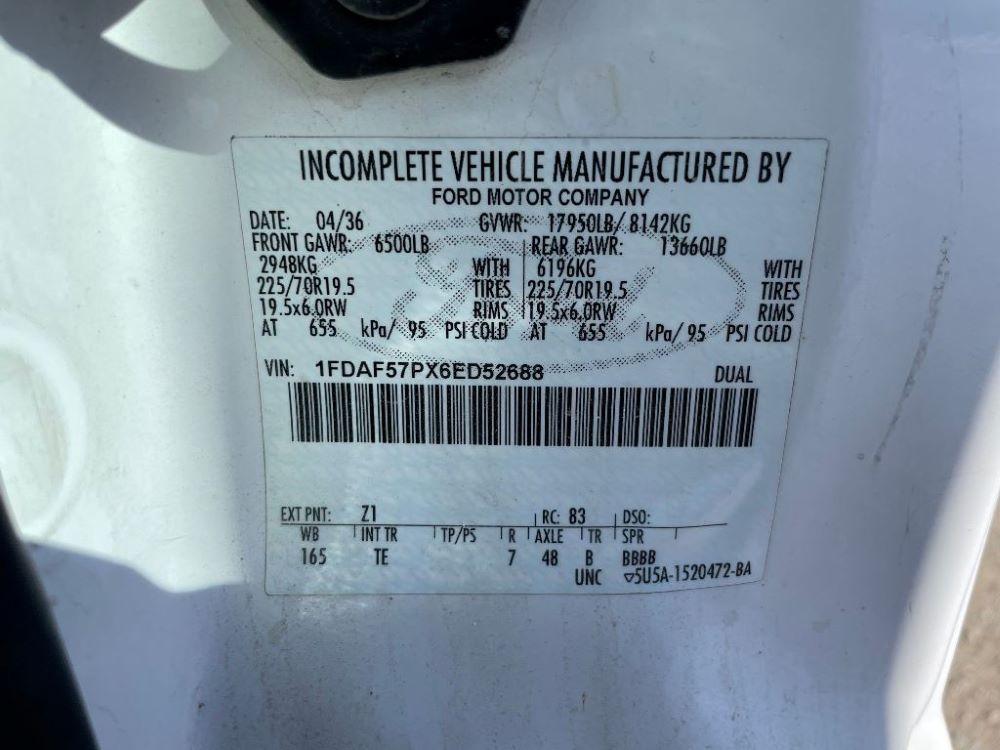 INCOMPLETE VEHICLE MANUFACTURED BY
FORD MOTOR COMPANY
DATE: 04/36 GVWR: 17950LB/ 8142KG
FRONT GAWR: 6500LB REAR GAWR: 13660LB
2948KG WITH 6196KG WITH
225/70R19.5 TIRES 225/70R19.5 TIRES
19.5x6.0RW RIMS 19.5x6.0RW RIMS
AT 655 kPa/ 95 PSI COLD AT 655 kPa/ 95 PSI COLD
VIN: 1FDAF57PX6ED52688 DUAL
EXT PNT: Z1 RC: 83 DSO:
WB INT TR TP/PS R AXLE TR SPR
165 TE 7 48 B BBBB
UNC ▽5U5A-1520472-BA